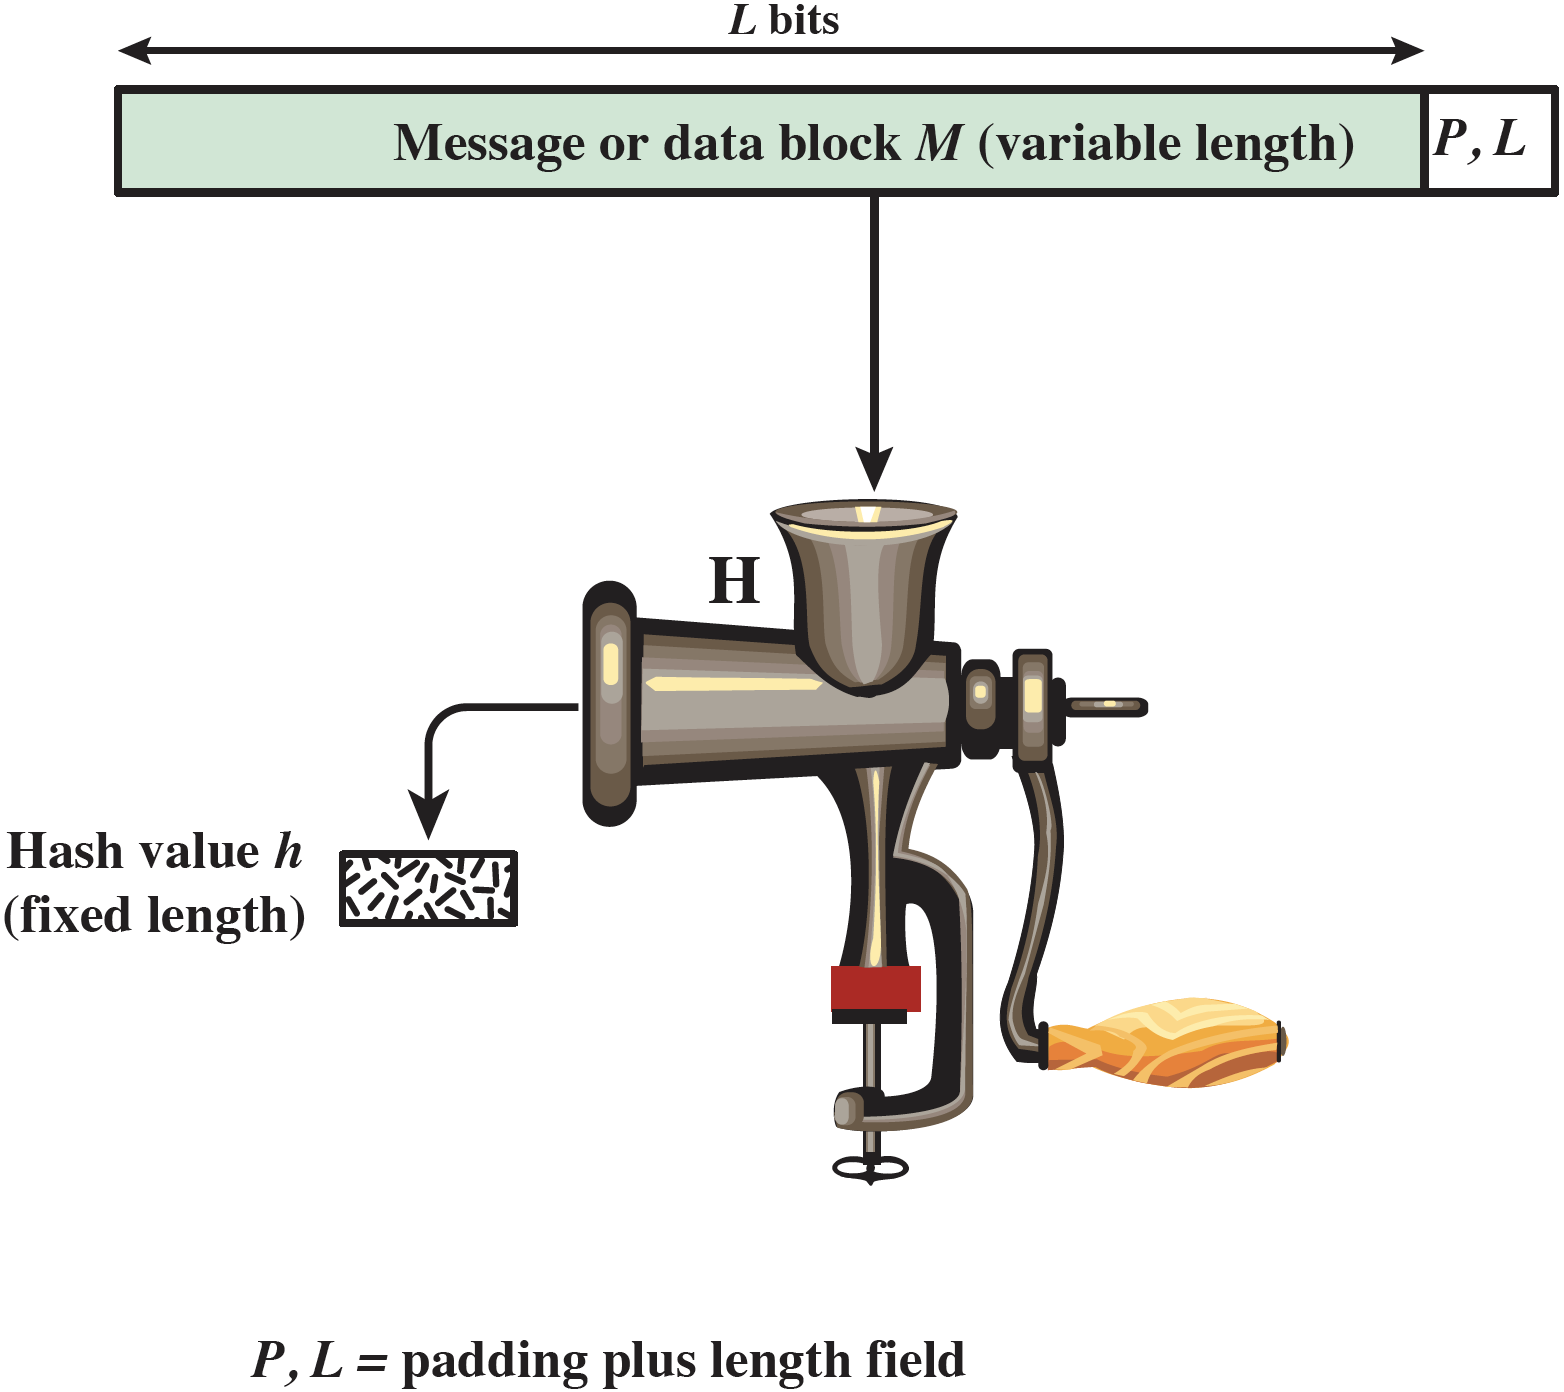 L bits
Message or data block M (variable length)
P, L
H
Hash value h
(fixed length)
P, L = padding plus length field